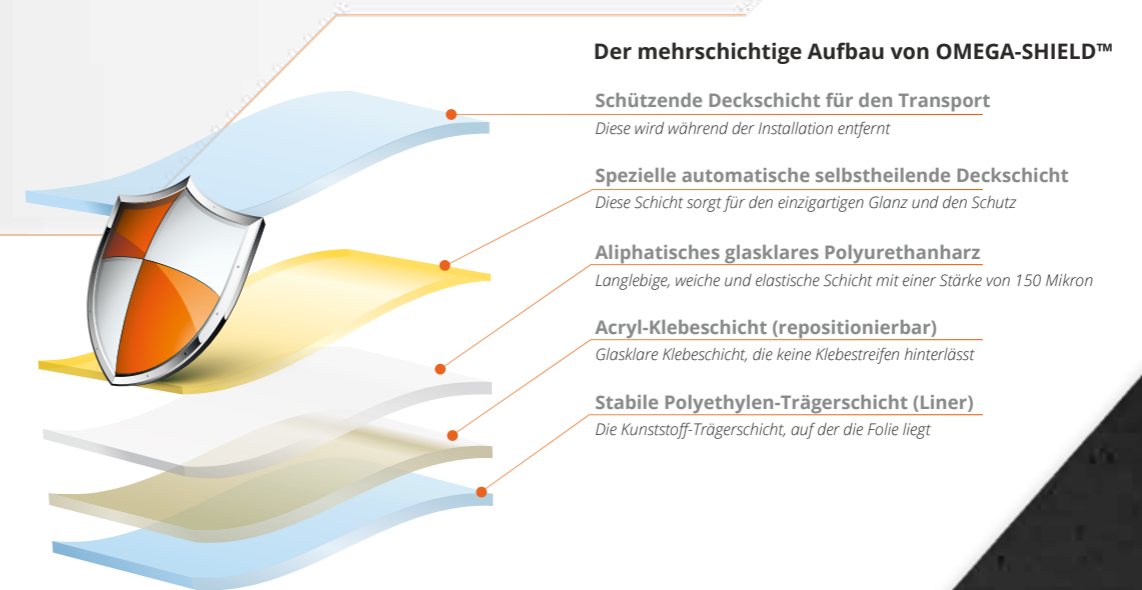 Der mehrschichtige Aufbau von OMEGA-SHIELD™
Schützende Deckschicht für den Transport
Diese wird während der Installation entfernt
Spezielle automatische selbstheilende Deckschicht
Diese Schicht sorgt für den einzigartigen Glanz und den Schutz
Aliphatisches glasklares Polyurethanharz
Langlebige, weiche und elastische Schicht mit einer Stärke von 150 Mikron
Acryl-Klebeschicht (repositionierbar)
Glasklare Klebeschicht, die keine Klebestreifen hinterlässt
Stabile Polyethylen-Trägerschicht (Liner)
Die Kunststoff-Trägerschicht, auf der die Folie liegt